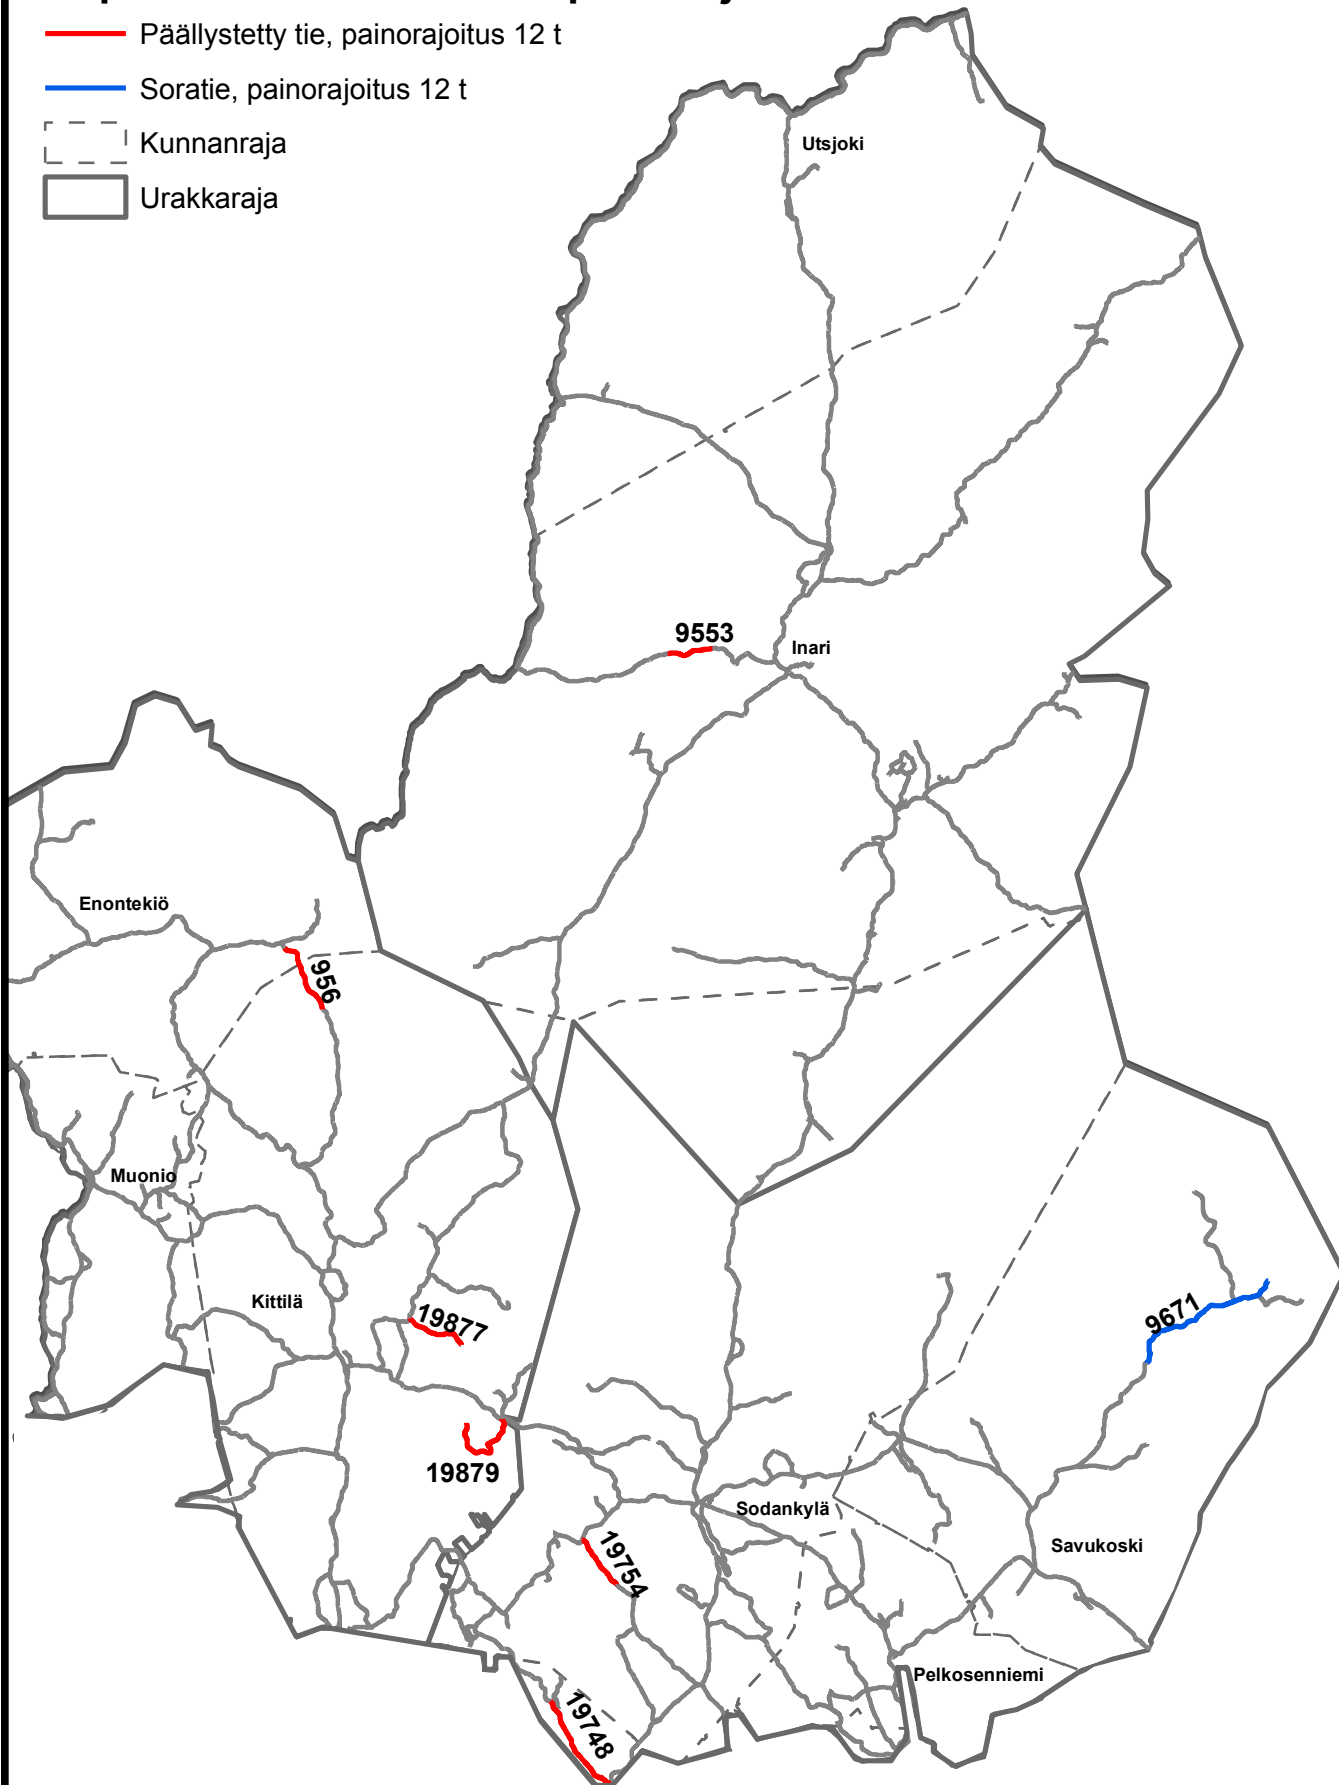 Päällystetty tie, painorajoitus 12 t
Soratie, painorajoitus 12 t
Kunnanraja
Urakkaraja
Utsjoki
9553
Inari
Enontekiö
956
Muonio
Kittilä
19877
9671
19879
Sodankylä
19754
Savukoski
Pelkosenniemi
19748